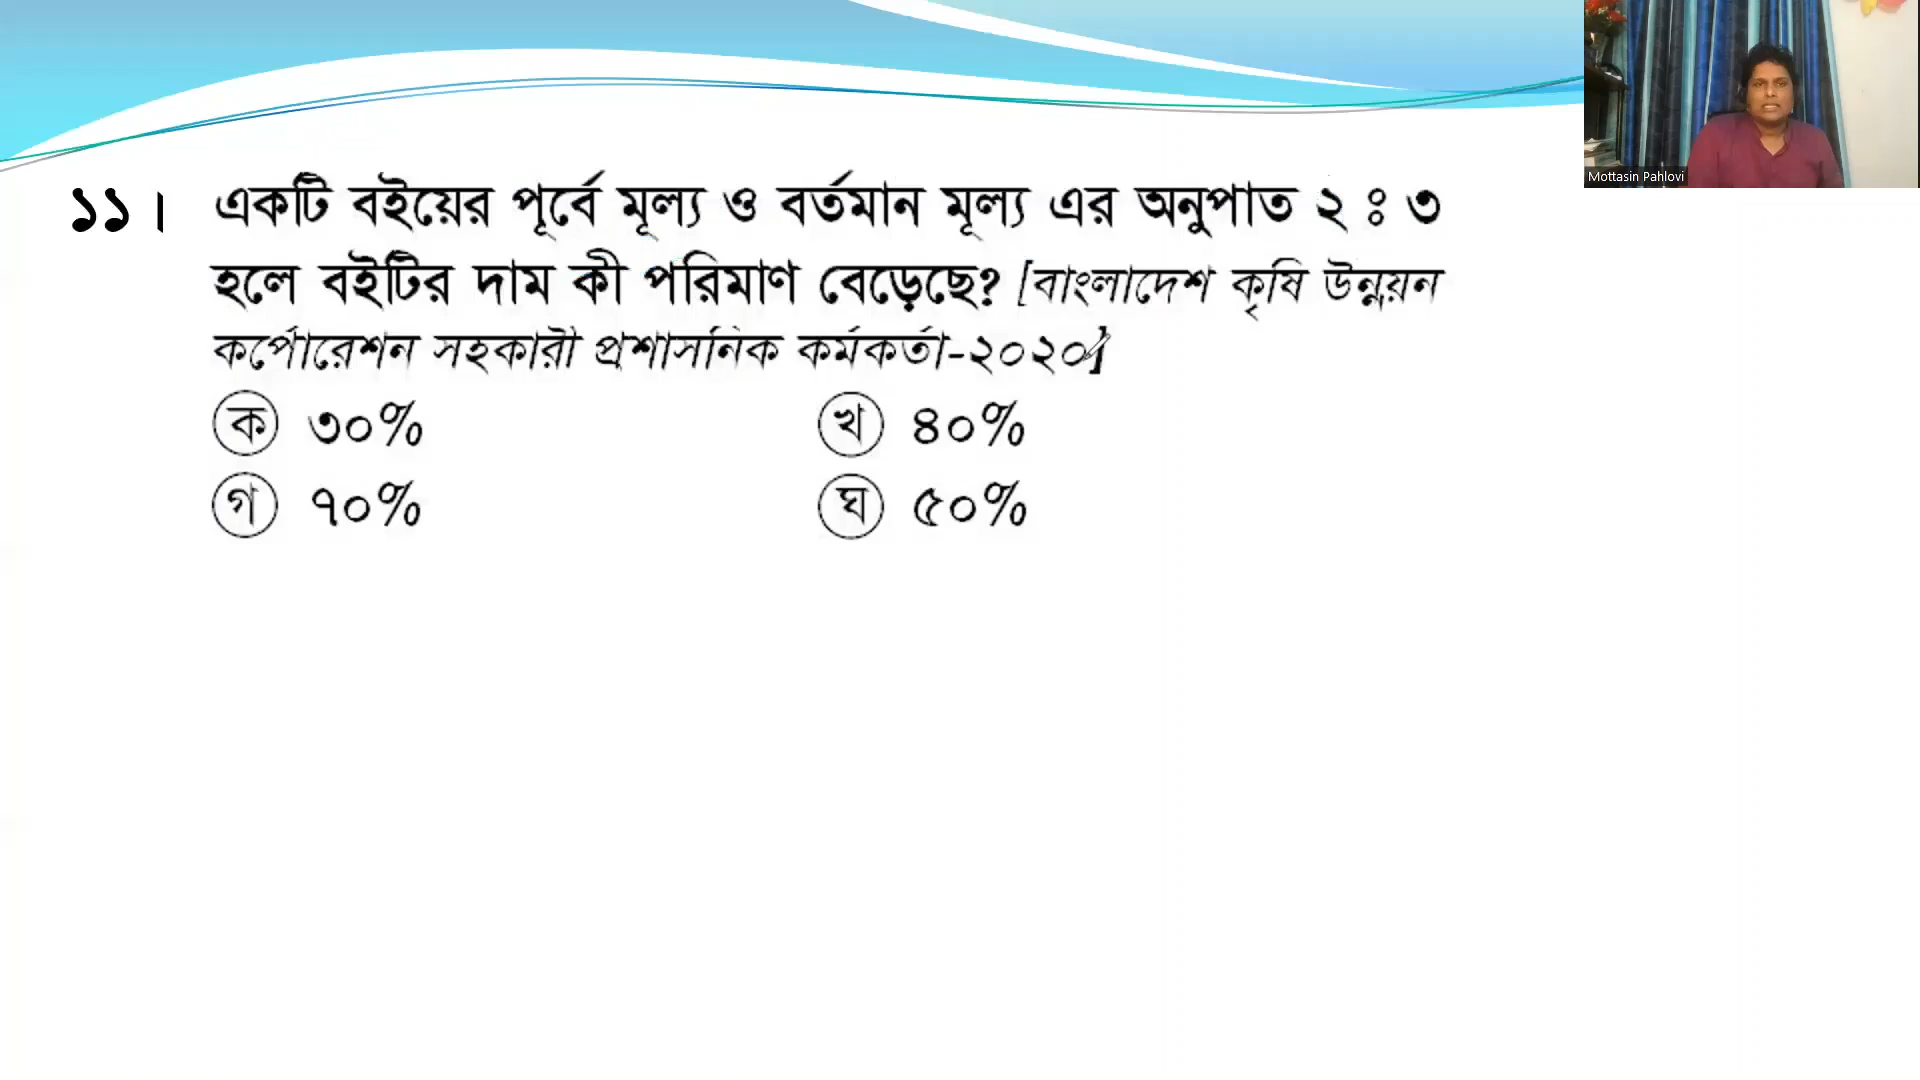 Mottasin Pahlovi
১১। একটি বইয়ের পূর্বে মূল্য ও বর্তমান মূল্য এর অনুপাত ২ ঃ ৩
হলে বইটির দাম কী পরিমাণ বেড়েছে? [বাংলাদেশ কৃষি উন্নয়ন
কর্পোরেশন সহকারী প্রশাসনিক কর্মকর্তা-২০২০]
ক ৩০% খ ৪০%
গ ৭০% ঘ ৫০%